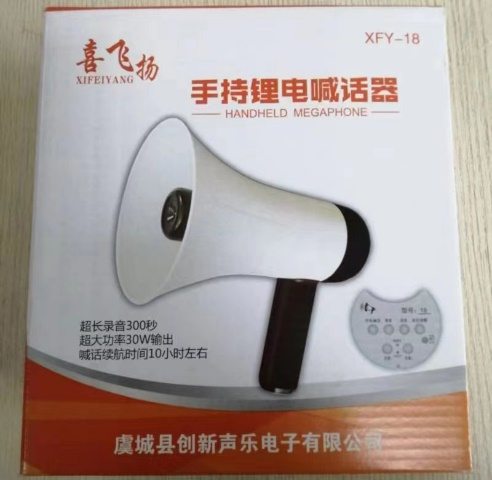 XFY-18
喜飞扬
XIFEIYANG
手持锂电喊话器
HANDHELD MEGAPHONE
型号: 18
超长录音300秒
超大功率30W输出
喊话续航时间10小时左右
虞城县创新声乐电子有限公司